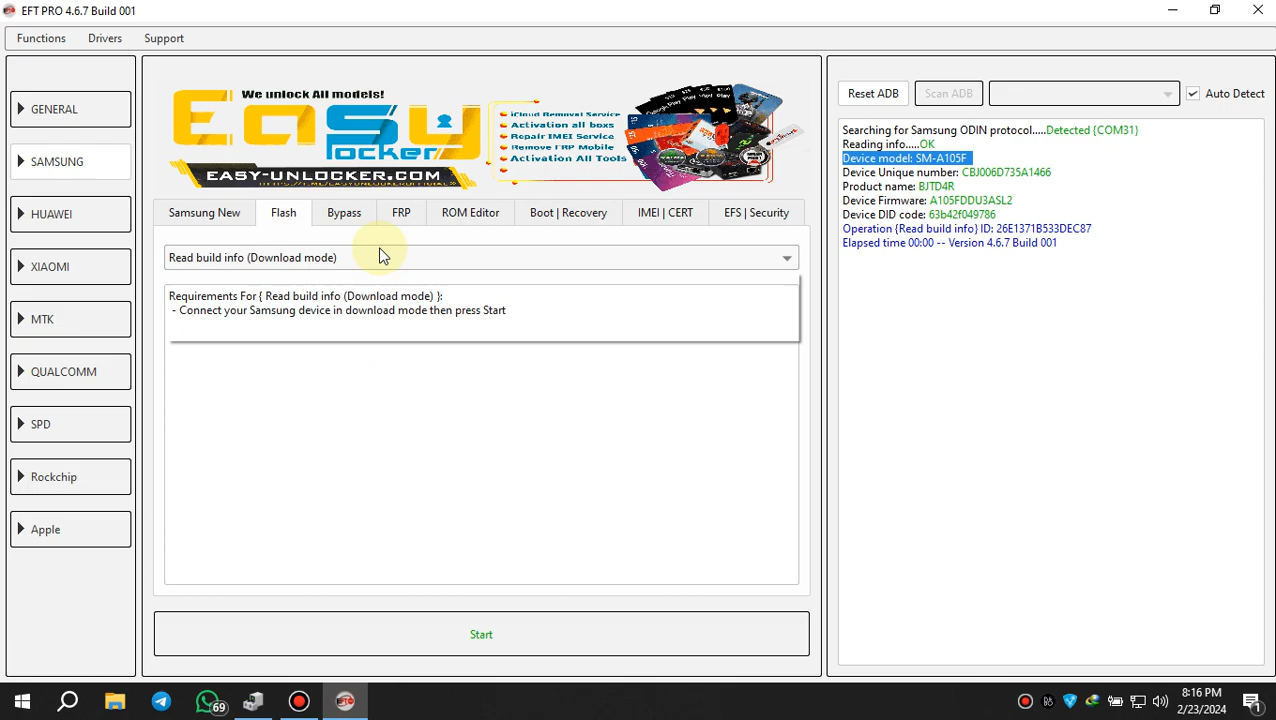 EFT PRO 4.6.7 Build 001
Functions Drivers Support
GENERAL
SAMSUNG
HUAWEI
XIAOMI
MTK
QUALCOMM
SPD
Rockchip
Apple
We unlock All models!
Easy
locker
EASY-UNLOCKER.COM
iCloud Removal Service
Activation all boxs
Repair IMEI Service
Remove FRP Mobile
Activation All Tools
Samsung New Flash Bypass FRP ROM Editor Boot | Recovery IMEI | CERT EFS | Security
Read build info (Download mode)
Requirements For { Read build info (Download mode) }:
- Connect your Samsung device in download mode then press Start
Start
Reset ADB Scan ADB Auto Detect
Searching for Samsung ODIN protocol.....Detected {COM31}
Reading info.....OK
Device model: SM-A105F
Device Unique number: CBJ006D735A1466
Product name: BJTD4R
Device Firmware: A105FDDU3ASL2
Device DID code: 63b42f049786
Operation {Read build info} ID: 26E1371B533DEC87
Elapsed time 00:00 -- Version 4.6.7 Build 001
69
8:16 PM
2/23/2024
1